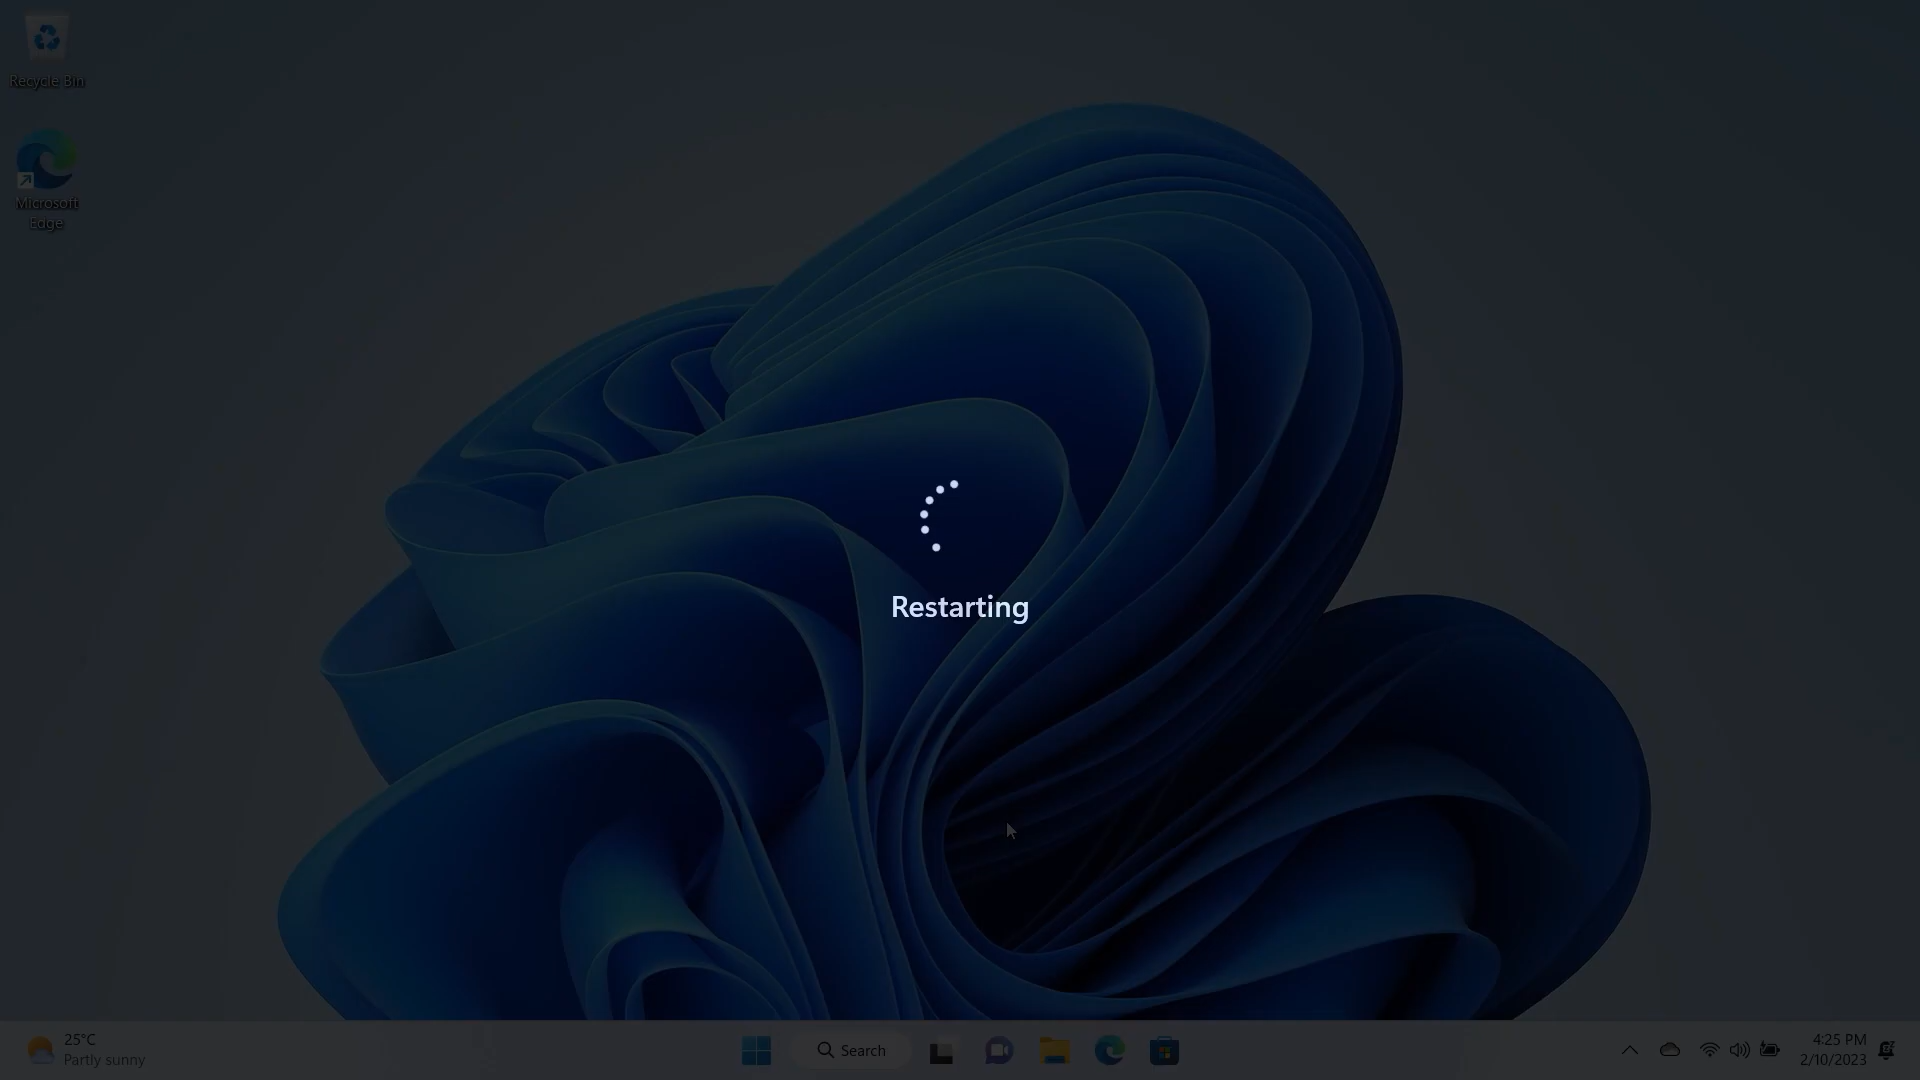 Recycle Bin
Microsoft
Edge
Restarting
25°C
Partly sunny
Search
4:25 PM
2/10/2023